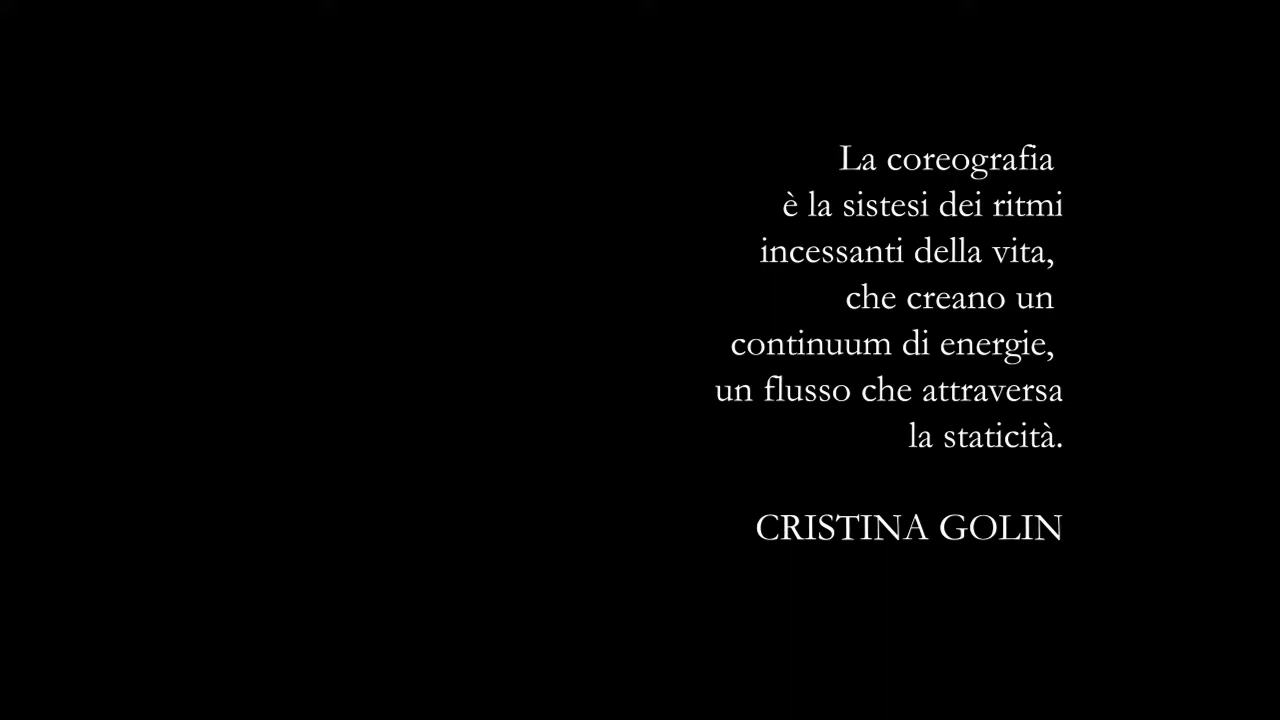 La coreografia
è la sistesi dei ritmi
incessanti della vita,
che creano un
continuum di energie,
un flusso che attraversa
la staticità.
CRISTINA GOLIN